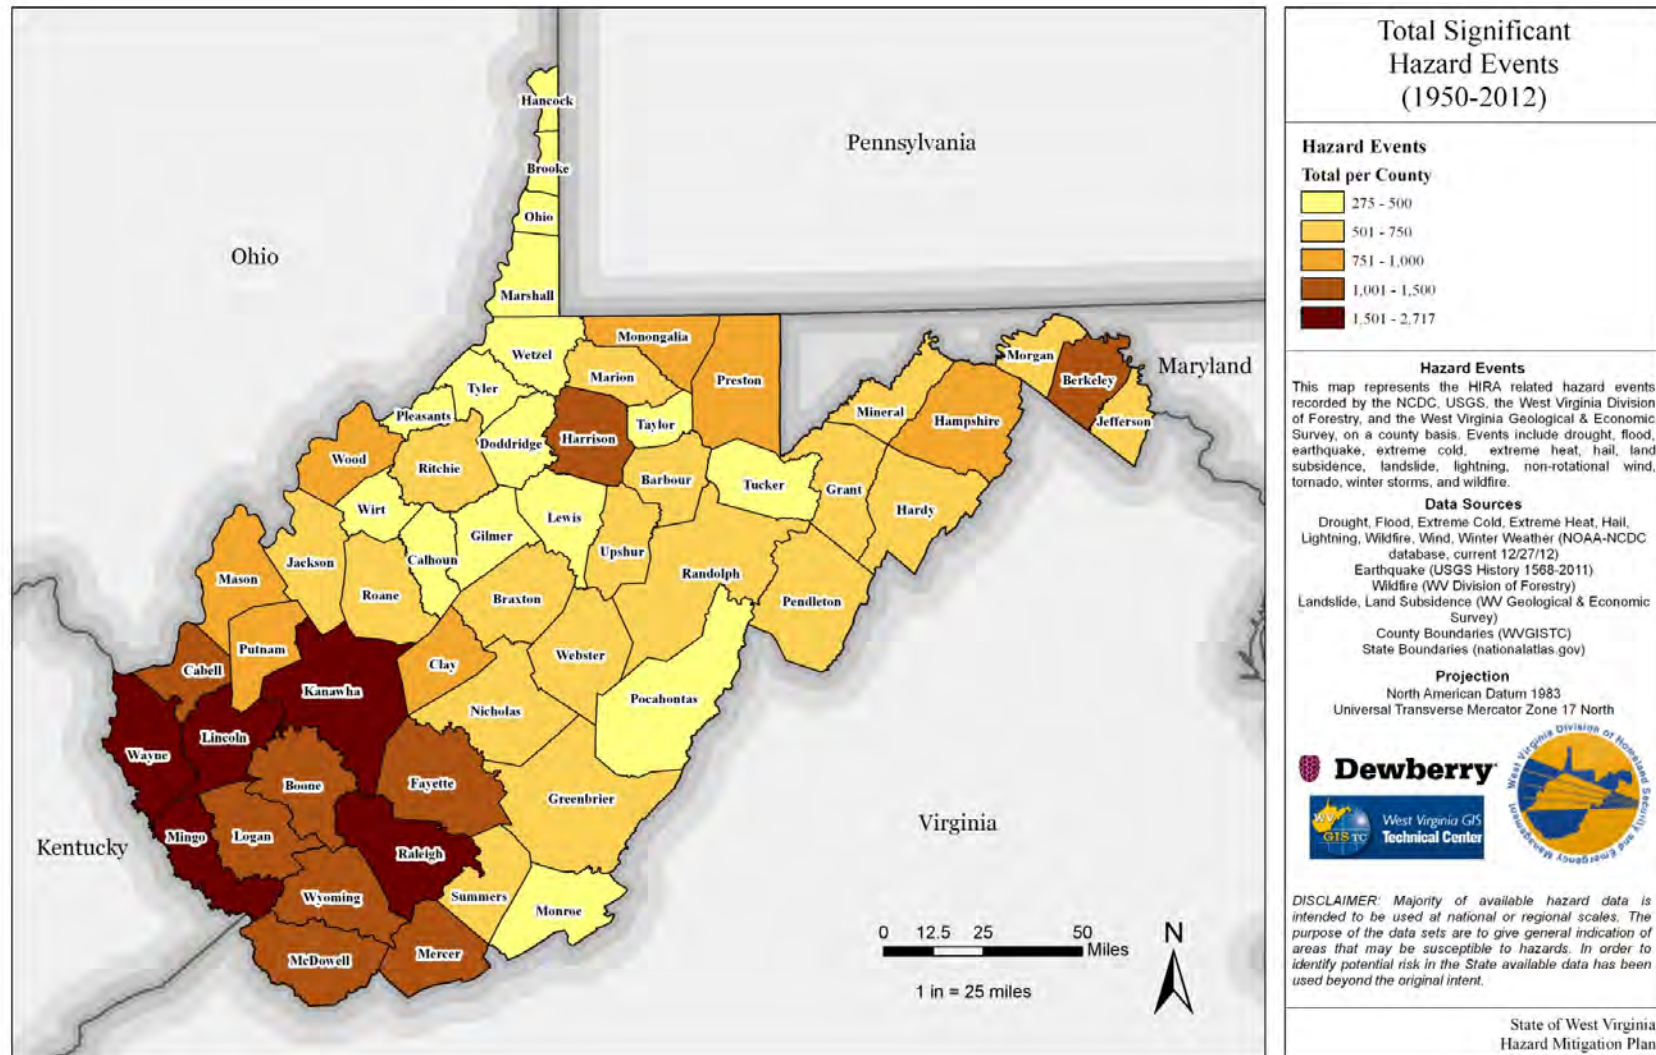 Hancock
Brooke
Ohio
Pennsylvania
Ohio
Marshall
Wetzel
Monongalia
Marion
Preston
Tyler
Pleasants
Doddridge
Harrison
Taylor
Wood
Ritchie
Barbour
Tucker
Grant
Mineral
Hampshire
Hardy
Morgan
Berkeley
Jefferson
Maryland
Wirt
Lewis
Gilmer
Calhoun
Upshur
Randolph
Jackson
Mason
Roane
Braxton
Pendleton
Putnam
Cabell
Clay
Webster
Kanawha
Pocahontas
Nicholas
Lincoln
Wayne
Boone
Fayette
Greenbrier
Virginia
Mingo
Logan
Raleigh
Kentucky
Wyoming
Summers
Monroe
McDowell
Mercer
0 12.5 25 50
Miles
1 in = 25 miles
N
Total Significant
Hazard Events
(1950-2012)
Hazard Events
Total per County
275 - 500
501 - 750
751 - 1,000
1,001 - 1,500
1,501 - 2,717
Hazard Events
This map represents the HIRA related hazard events
recorded by the NCDC, USGS, the West Virginia Division
of Forestry, and the West Virginia Geological & Economic
Survey, on a county basis. Events include drought, flood,
earthquake, extreme cold, extreme heat, hail, land
subsidence, landslide, lightning, non-rotational wind,
tornado, winter storms, and wildfire.
Data Sources
Drought, Flood, Extreme Cold, Extreme Heat, Hail,
Lightning, Wildfire, Wind, Winter Weather (NOAA-NCDC
database, current 12/27/12)
Earthquake (USGS History 1568-2011)
Wildfire (WV Division of Forestry)
Landslide, Land Subsidence (WV Geological & Economic
Survey)
County Boundaries (WVGISTC)
State Boundaries (nationalatlas.gov)
Projection
North American Datum 1983
Universal Transverse Mercator Zone 17 North
Dewberry
WV
GIS TC
West Virginia GIS
Technical Center
West Virginia Division of Homeland Security and Emergency Management
DISCLAIMER: Majority of available hazard data is
intended to be used at national or regional scales. The
purpose of the data sets are to give general indication of
areas that may be susceptible to hazards. In order to
identify potential risk in the State available data has been
used beyond the original intent.
State of West Virginia
Hazard Mitigation Plan